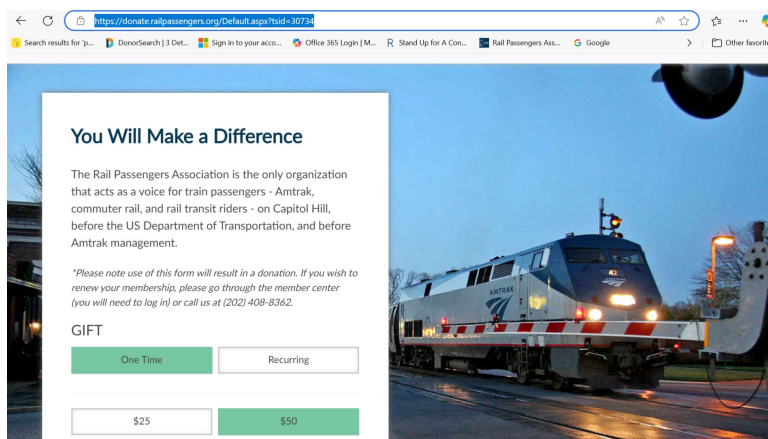 https://donate.railpassengers.org/Default.aspx?tsid=30734
Search results for 'p...
DonorSearch | 3 Det...
Sign in to your acco...
Office 365 Login | M...
R Stand Up for A Con...
Rail Passengers Ass...
Google
Other favorite
You Will Make a Difference
The Rail Passengers Association is the only organization
that acts as a voice for train passengers - Amtrak,
commuter rail, and rail transit riders - on Capitol Hill,
before the US Department of Transportation, and before
Amtrak management.
*Please note use of this form will result in a donation. If you wish to
renew your membership, please go through the member center
(you will need to log in) or call us at (202) 408-8362.
GIFT
One Time
Recurring
$25
$50
42
AMTRAK